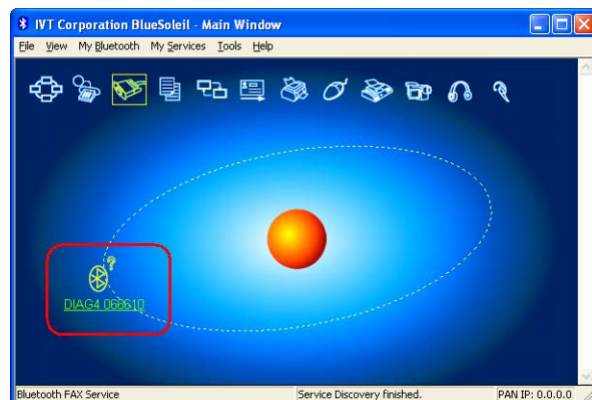 IVT Corporation BlueSoleil - Main Window
File View My Bluetooth My Services Tools Help
?
DIAG4 066610
Bluetooth FAX Service Service Discovery finished. PAN IP: 0.0.0.0